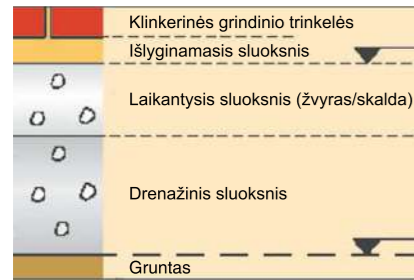 Klinkerinės grindinio trinkelės
Išlyginamasis sluoksnis
Laikantysis sluoksnis (žvyras/skalda)
Drenažinis sluoksnis
Gruntas